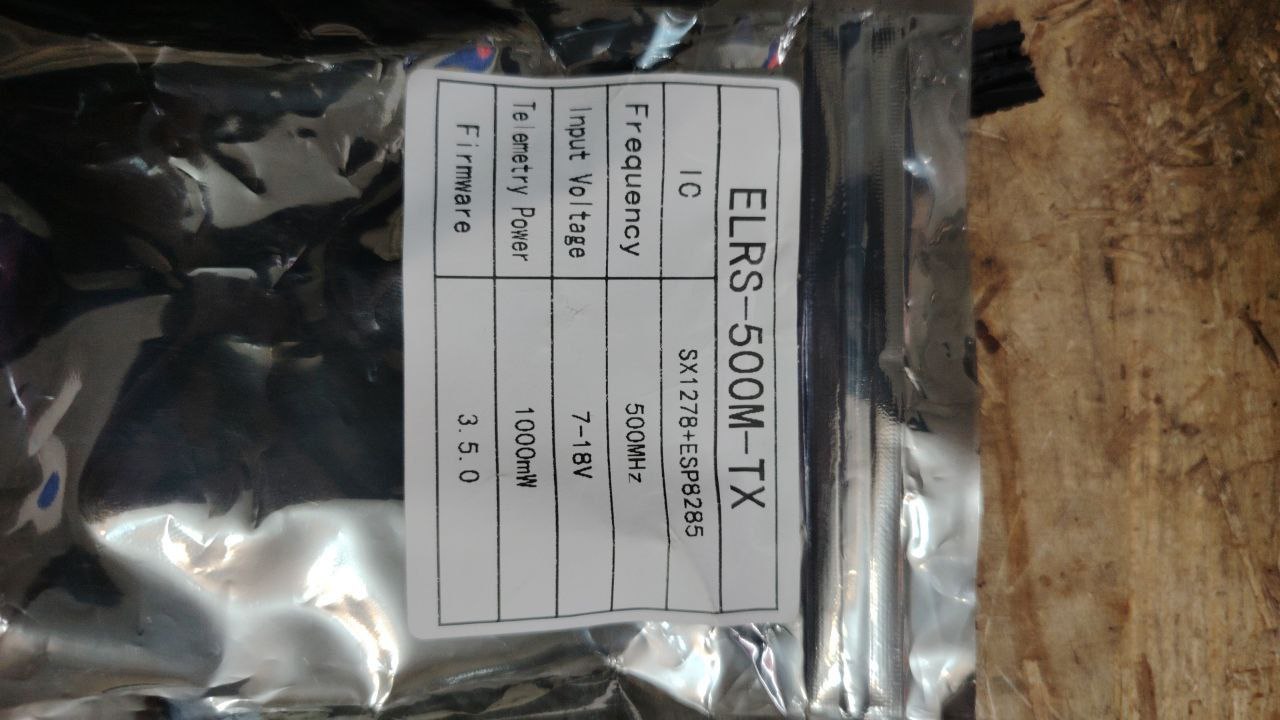 ELRS-500M-TX
IC SX1278+ESP8285
Frequency 500MHz
Input Voltage 7-18V
Telemetry Power 1000mW
Firmware 3.5.0